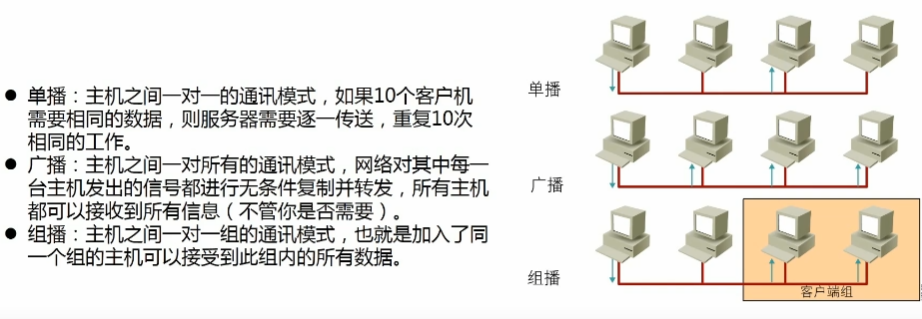 ● 单播：主机之间一对一的通讯模式，如果10个客户机
需要相同的数据，则服务器需要逐一传送，重复10次
相同的工作。
● 广播：主机之间一对所有的通讯模式，网络对其中每一
台主机发出的信号都进行无条件复制并转发，所有主机
都可以接收到所有信息（不管你是否需要）。
● 组播：主机之间一对一组的通讯模式，也就是加入了同
一个组的主机可以接受到此组内的所有数据。
单播
广播
组播
客户端组